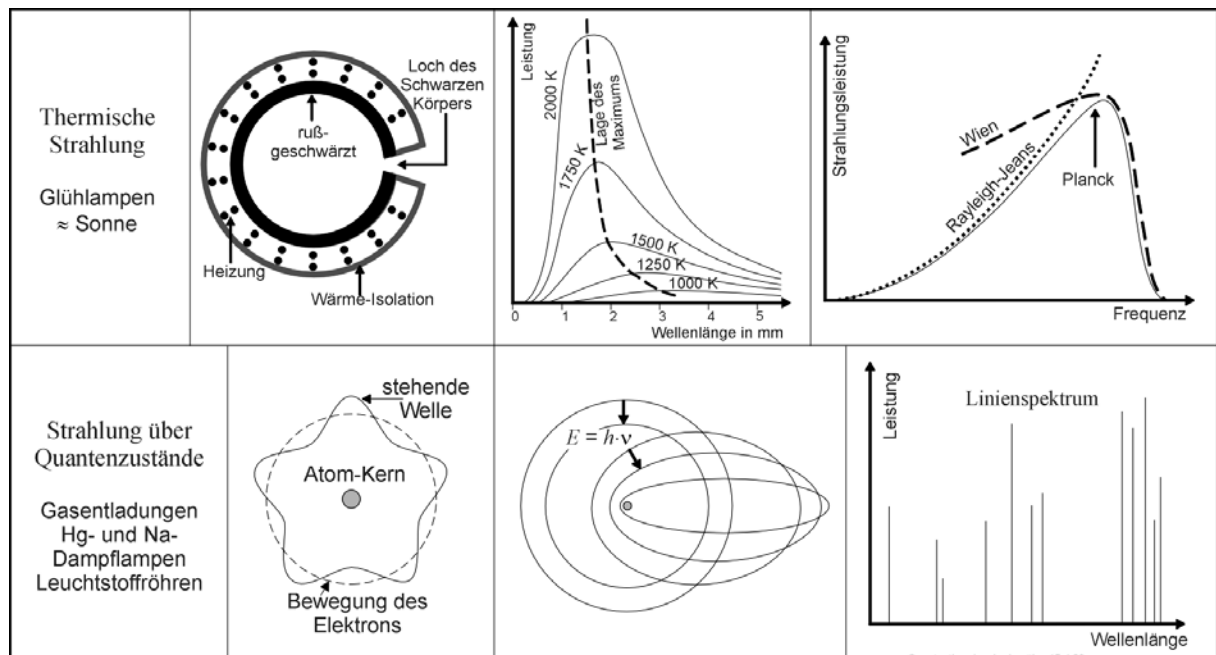 Thermische
Strahlung
Glühlampen
≈ Sonne
Loch des
Schwarzen
Körpers
ruß-
geschwärzt
Heizung
Wärme-Isolation
Leistung
2000 K
1750 K
Lage des
Maximums
1500 K
1250 K
1000 K
0 1 2 3 4 5
Wellenlänge in mm
Strahlungsleistung
Wien
Rayleigh-Jeans
Planck
Frequenz
Strahlung über
Quantenzustände
Gasentladungen
Hg- und Na-
Dampflampen
Leuchtstoffröhren
stehende
Welle
Atom-Kern
Bewegung des
Elektrons
E = h·ν
Leistung
Linienspektrum
Wellenlänge